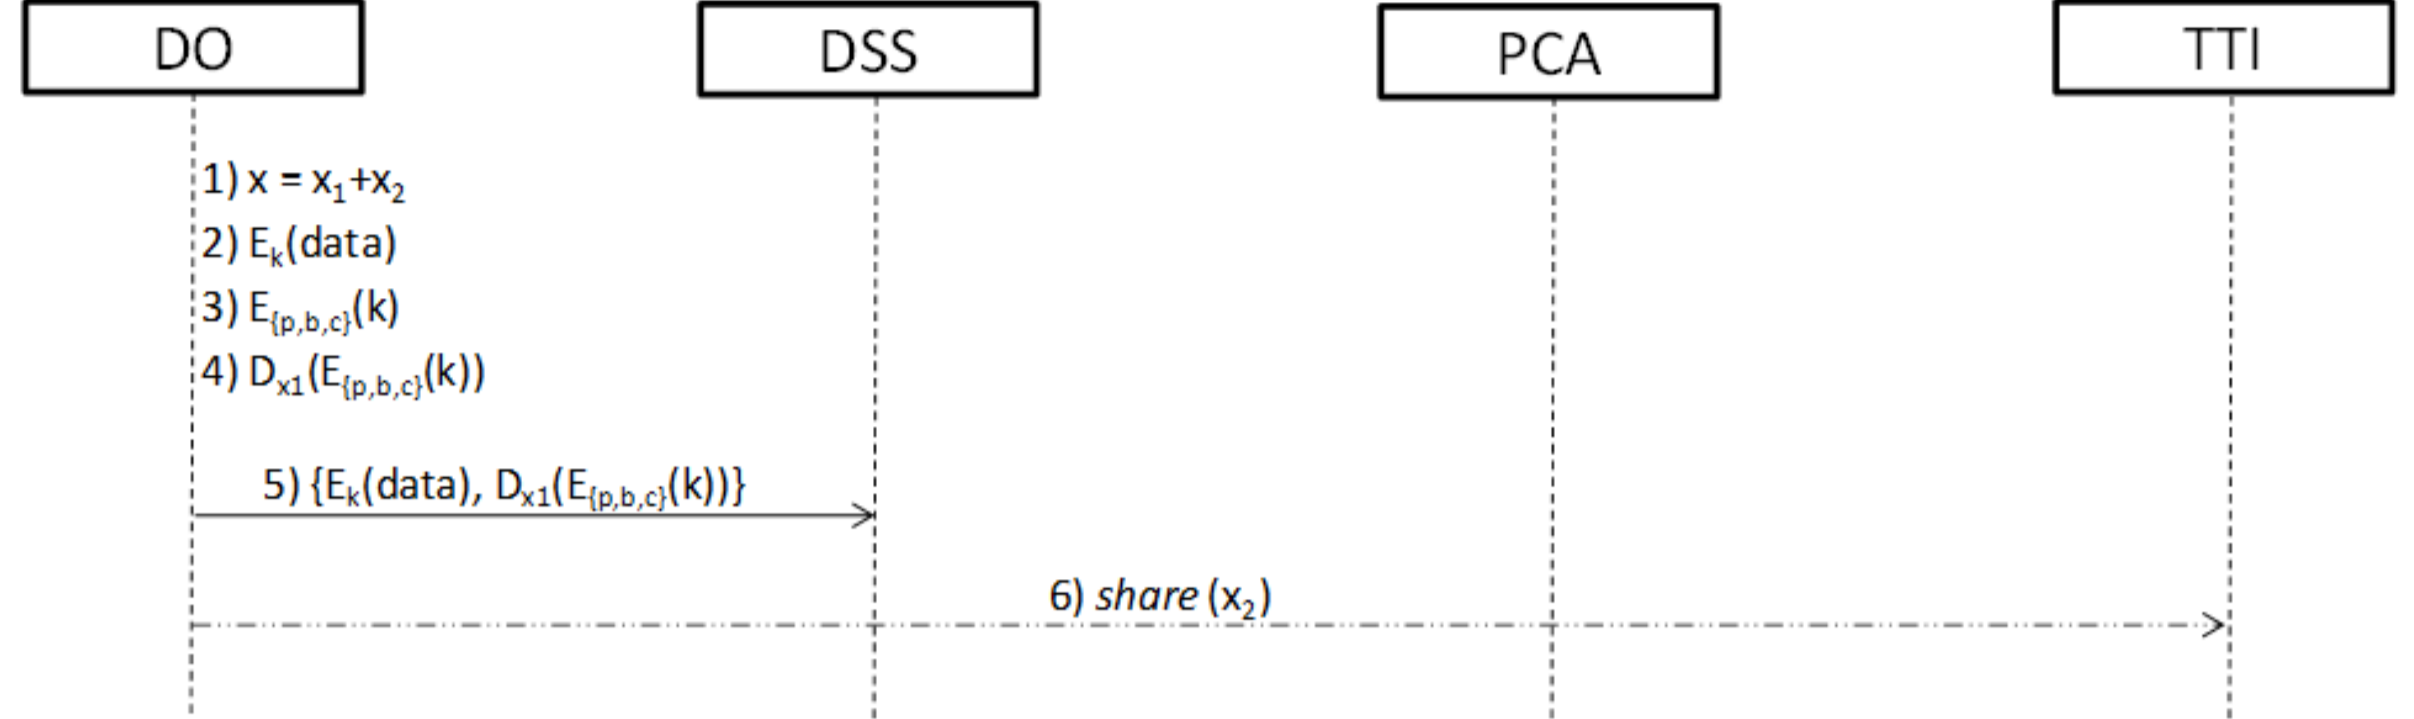 DO DSS PCA TTI
1) x = x₁+x₂
2) Eₖ(data)
3) E{p,b,c}(k)
4) Dx1(E{p,b,c}(k))
5) {Eₖ(data), Dx1(E{p,b,c}(k))}
6) share (x₂)